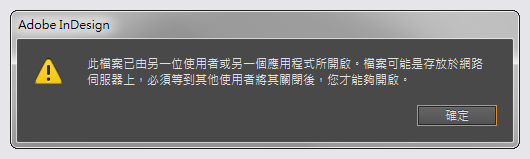 Adobe InDesign
此檔案已由另一位使用者或另一個應用程式所開啟。檔案可能是存放於網路
伺服器上，必須等到其他使用者將其關閉後，您才能夠開啟。
確定